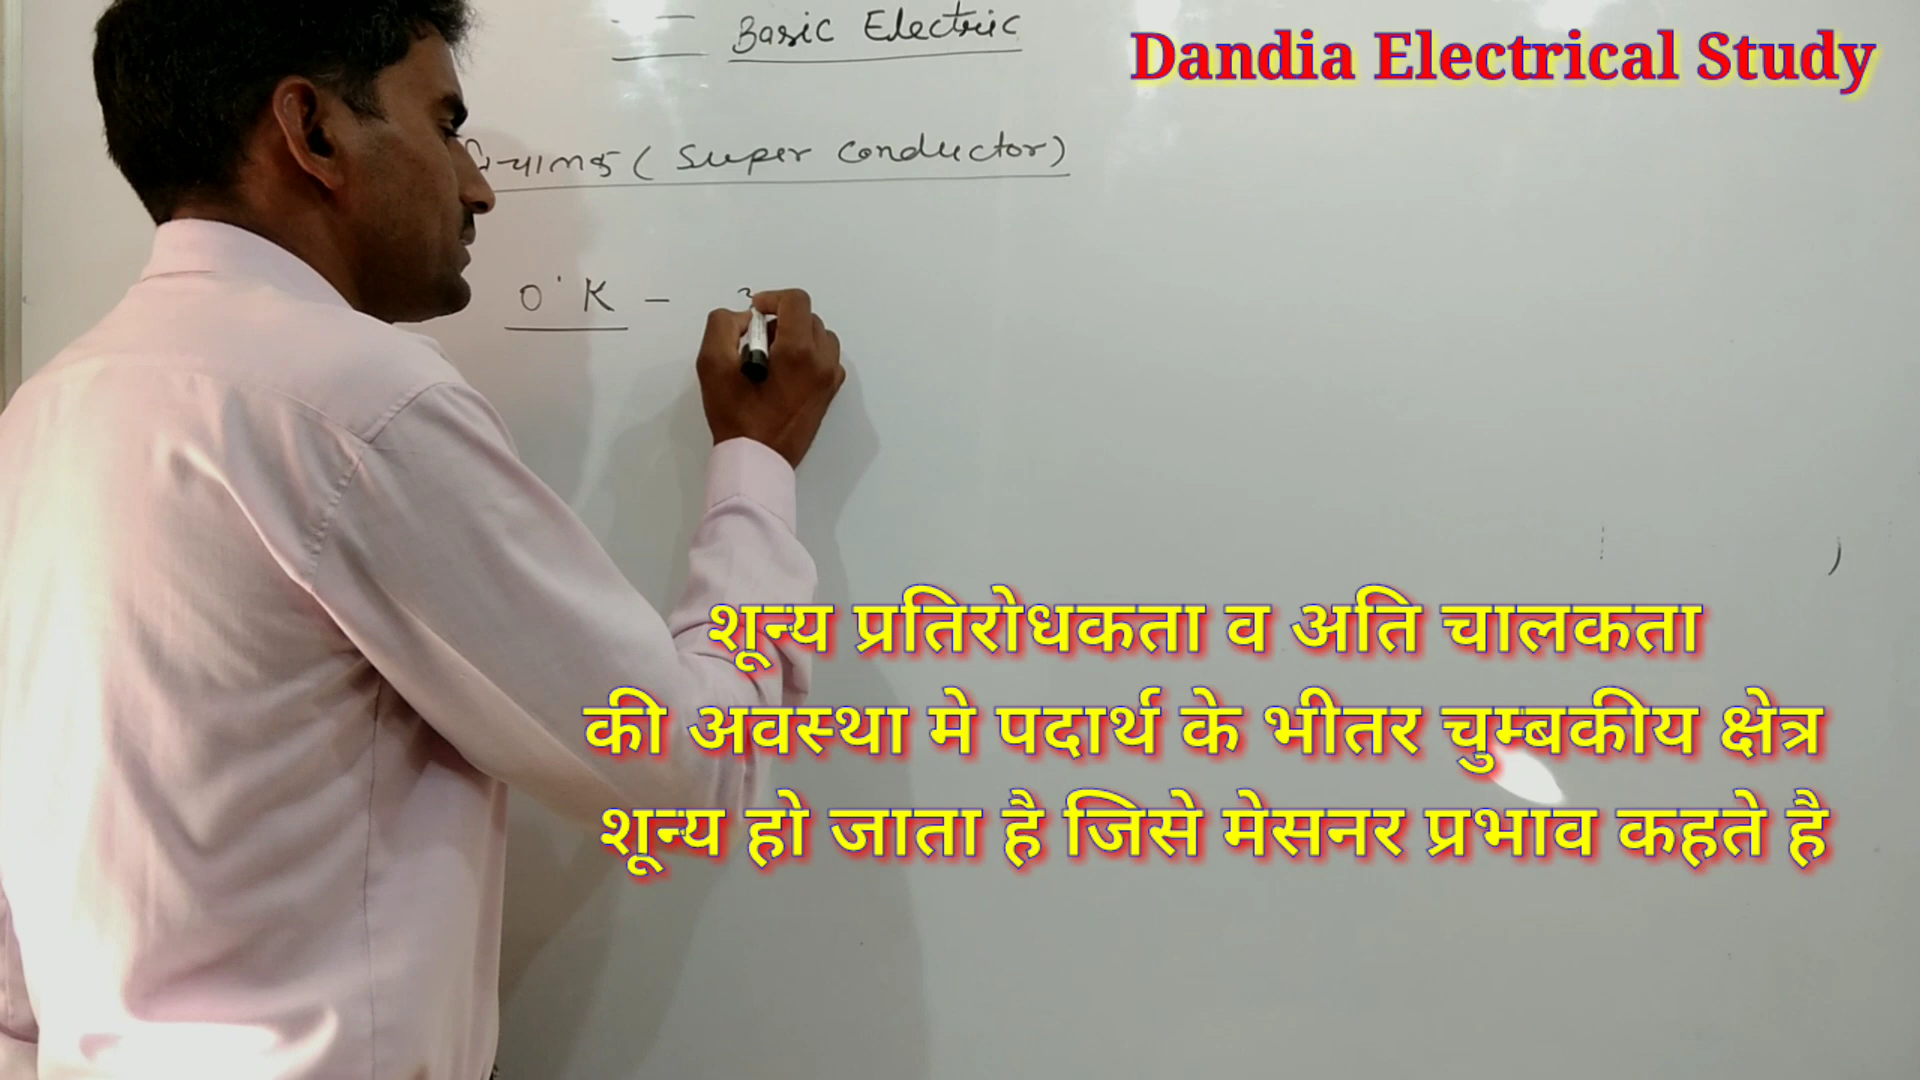 Basic Electric
Dandia Electrical Study
(Super Conductor)
0°K -
शून्य प्रतिरोधकता व अति चालकता
की अवस्था मे पदार्थ के भीतर चुम्बकीय क्षेत्र
शून्य हो जाता है जिसे मेसनर प्रभाव कहते है